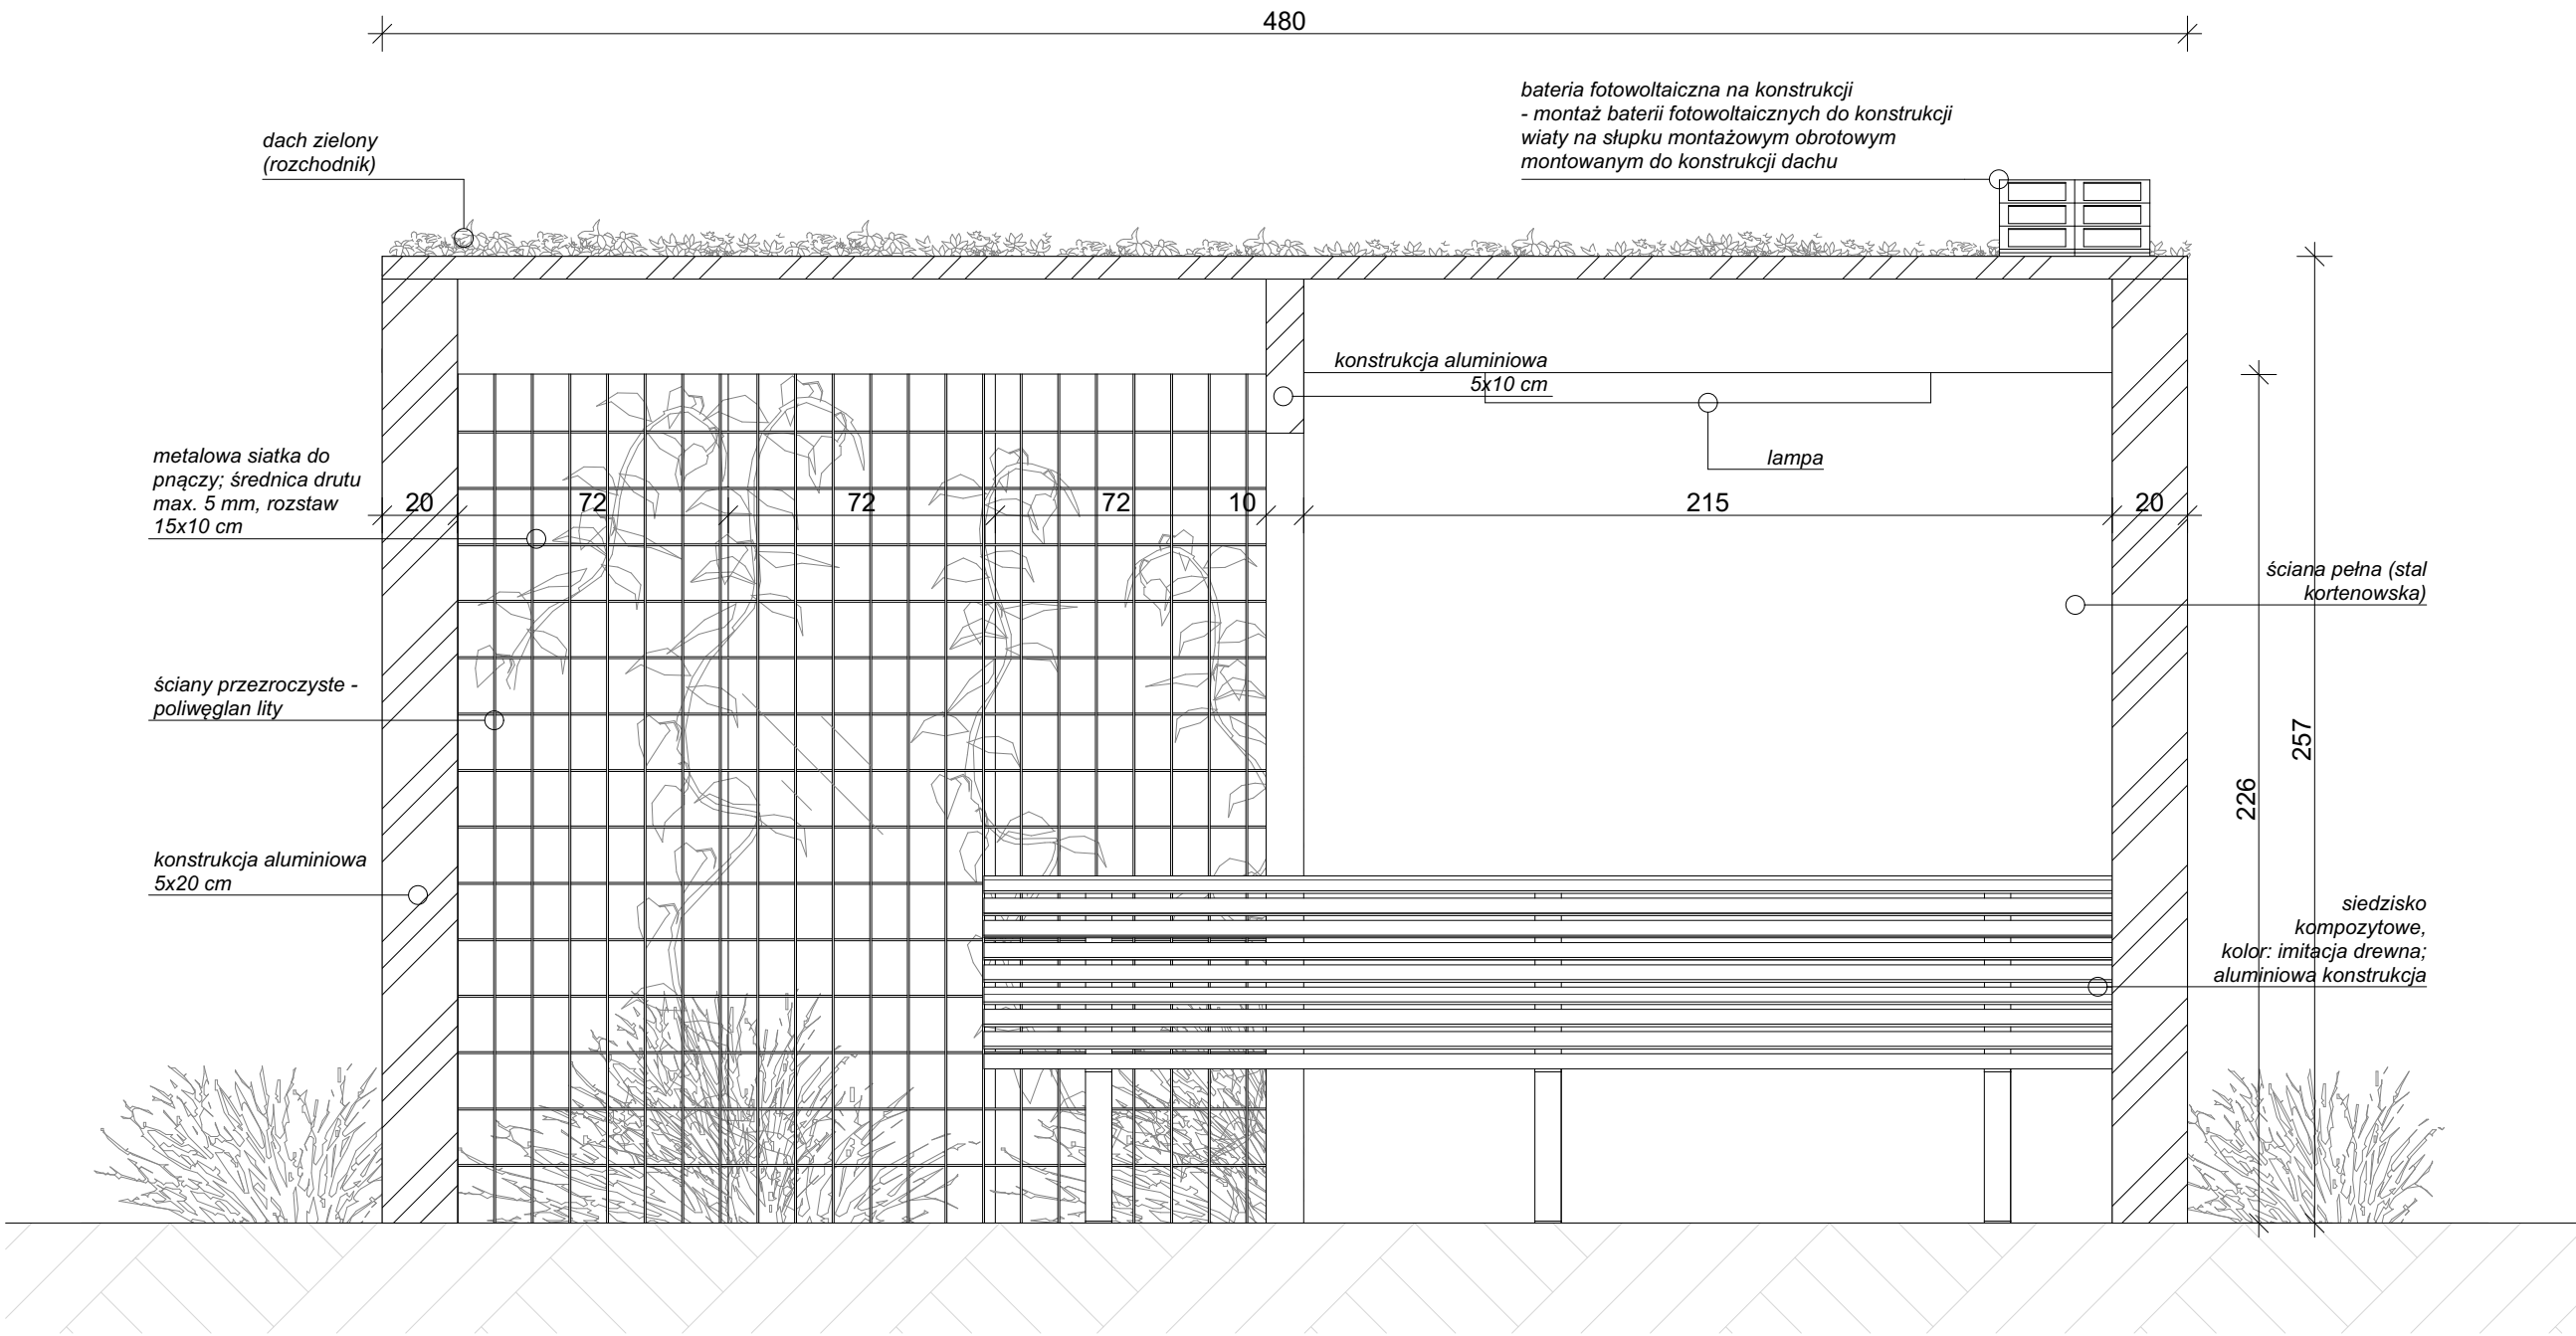 480
bateria fotowoltaiczna na konstrukcji
- montaż baterii fotowoltaicznych do konstrukcji
wiaty na słupku montażowym obrotowym
montowanym do konstrukcji dachu
dach zielony
(rozchodnik)
konstrukcja aluminiowa
5x10 cm
lampa
metalowa siatka do
pnączy; średnica drutu
max. 5 mm, rozstaw
15x10 cm
20 72 72 72 10 215 20
ściana pełna (stal
kortenowska)
ściany przezroczyste -
poliwęglan lity
257
226
konstrukcja aluminiowa
5x20 cm
siedzisko
kompozytowe,
kolor: imitacja drewna;
aluminiowa konstrukcja